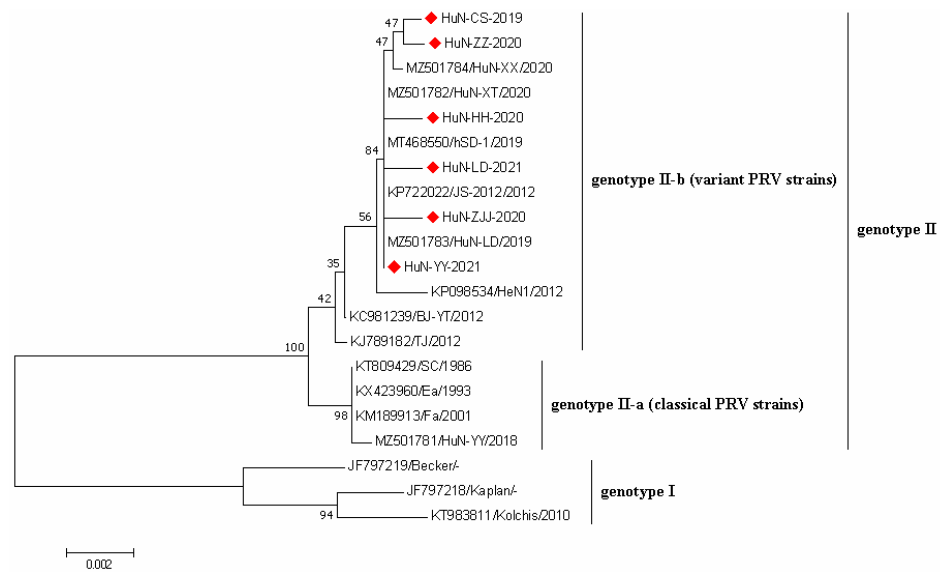 47
HuN-CS-2019
HuN-ZZ-2020
47
MZ501784/HuN-XX/2020
MZ501782/HuN-XT/2020
HuN-HH-2020
MT468550/hSD-1/2019
84
HuN-LD-2021
genotype II-b (variant PRV strains)
KP722022/JS-2012/2012
56
HuN-ZJJ-2020
genotype II
MZ501783/HuN-LD/2019
35
HuN-YY-2021
KP098534/HeN1/2012
42
KC981239/BJ-YT/2012
KJ789182/TJ/2012
100
KT809429/SC/1986
KX423960/Ea/1993
genotype II-a (classical PRV strains)
98
KM189913/Fa/2001
MZ501781/HuN-YY/2018
JF797219/Becker/-
JF797218/Kaplan/-
genotype I
94
KT983811/Kolchis/2010
0.002